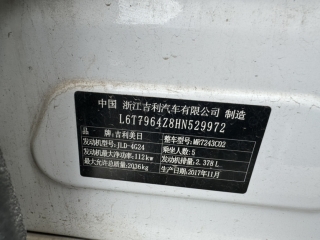 中国 浙江吉利汽车有限公司 制造
L6T7964Z8HN529972
品牌:吉利美日 整车型号:MR7243C02
发动机型号:JLD-4G24 乘坐人数:5
发动机最大净功率:112kw 发动机排量:2.378 L
最大允许总质量:2036kg 生产日期:2017年11月